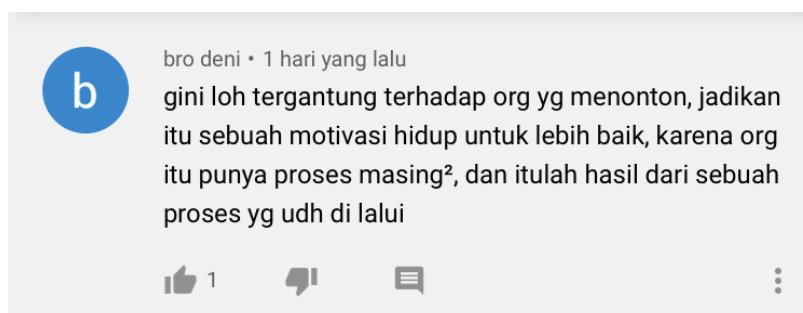 b
bro deni • 1 hari yang lalu
gini loh tergantung terhadap org yg menonton, jadikan
itu sebuah motivasi hidup untuk lebih baik, karena org
itu punya proses masing², dan itulah hasil dari sebuah
proses yg udh di lalui
1